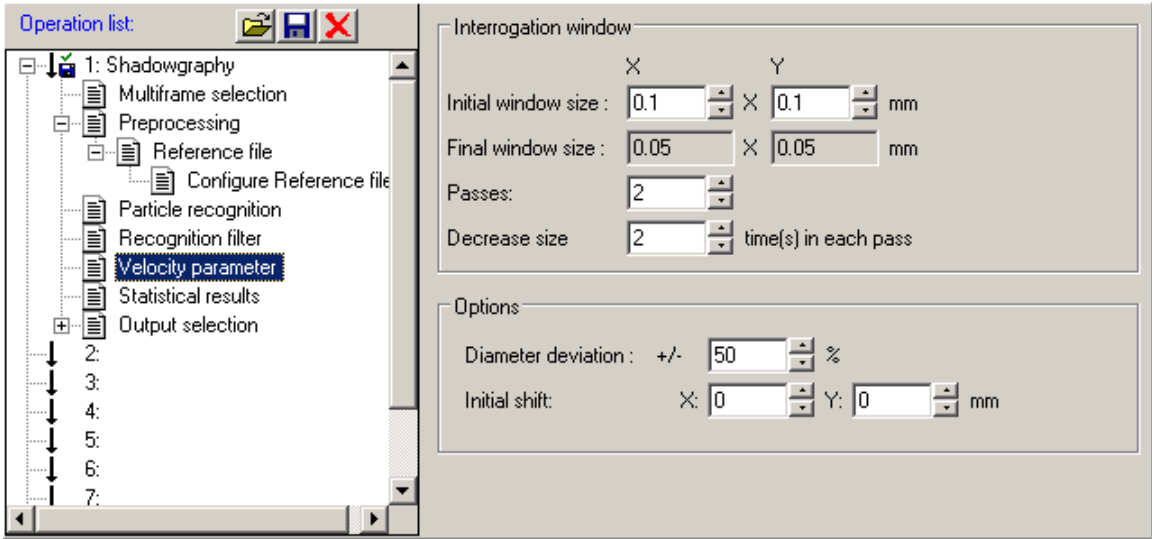 Operation list:
1: Shadowgraphy
Multiframe selection
Preprocessing
Reference file
Configure Reference file
Particle recognition
Recognition filter
Velocity parameter
Statistical results
Output selection
2:
3:
4:
5:
6:
7:
Interrogation window
X Y
Initial window size : 0.1 X 0.1 mm
Final window size : 0.05 X 0.05 mm
Passes: 2
Decrease size 2 time(s) in each pass
Options
Diameter deviation : +/- 50 %
Initial shift: X: 0 Y: 0 mm